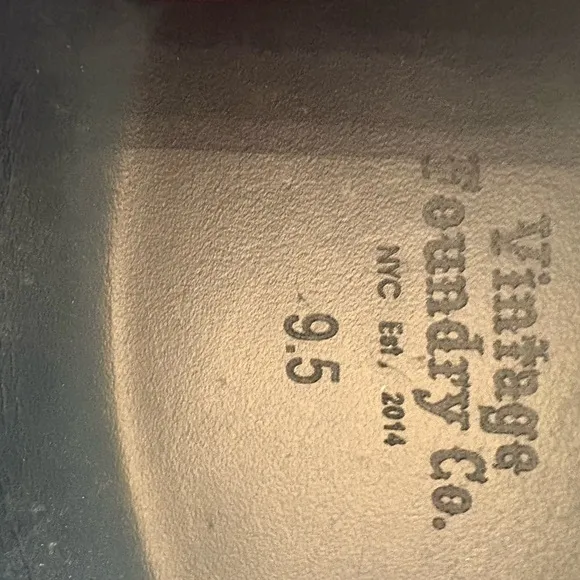 Vintage
Foundry Co.
NYC Est. 2014
9.5